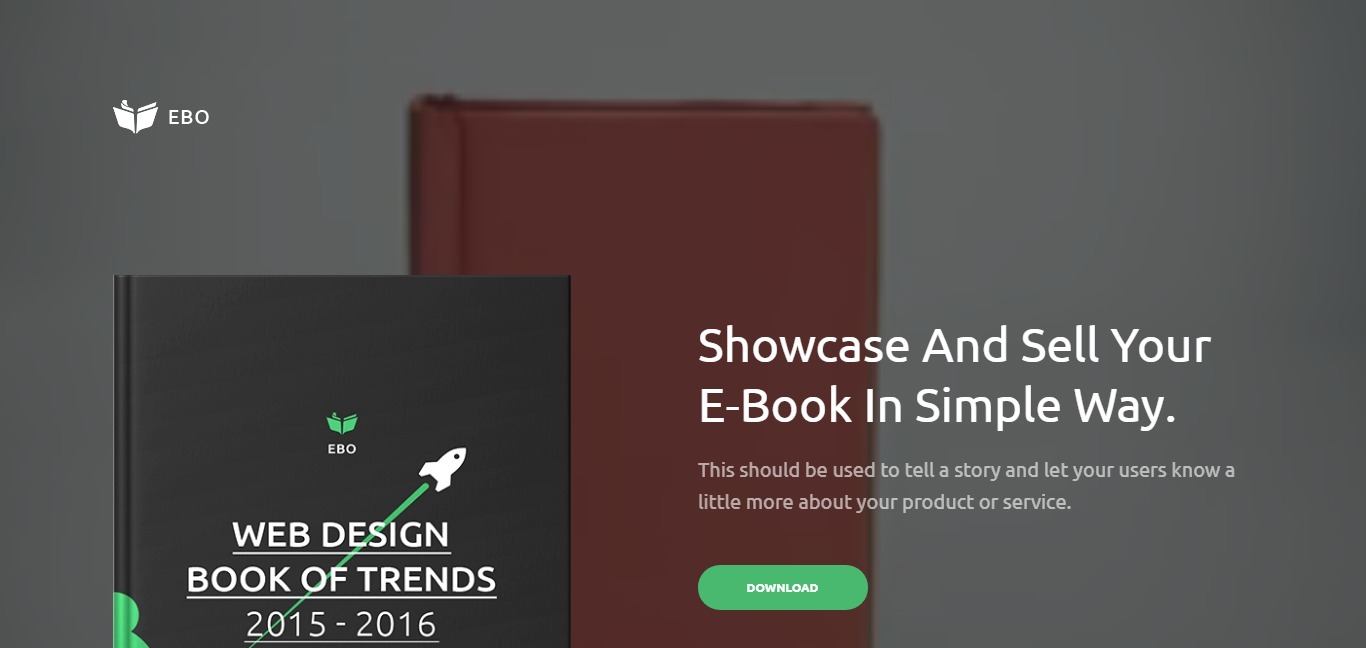 EBO
EBO
WEB DESIGN
BOOK OF TRENDS
2015 - 2016
Showcase And Sell Your
E-Book In Simple Way.
This should be used to tell a story and let your users know a
little more about your product or service.
DOWNLOAD